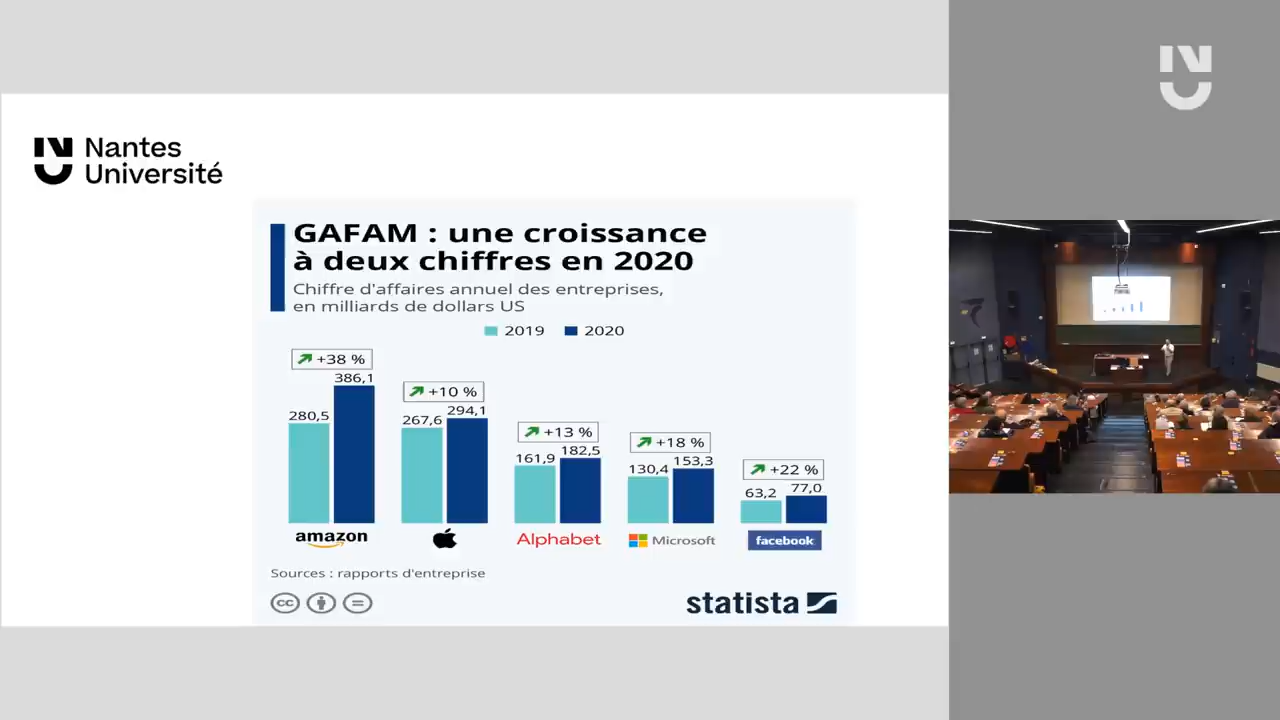 Nantes
Université
GAFAM : une croissance
à deux chiffres en 2020
Chiffre d'affaires annuel des entreprises,
en milliards de dollars US
2019 2020
+38 %
280,5 386,1
+10 %
267,6 294,1
+13 %
161,9 182,5
+18 %
130,4 153,3
+22 %
63,2 77,0
amazon
Alphabet
Microsoft
facebook
Sources : rapports d'entreprise
cc
statista